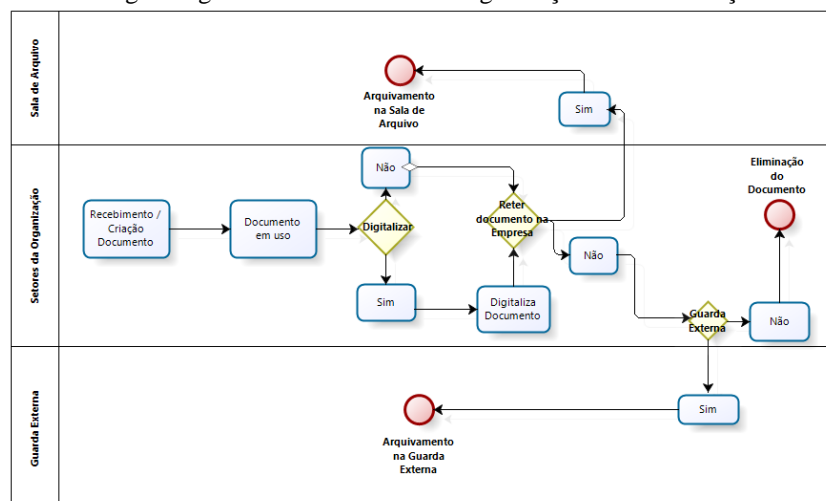 Sala de Arquivo
Arquivamento
na Sala de
Arquivo
Sim
Setores da Organização
Recebimento /
Criação
Documento
Documento
em uso
Não
Digitalizar
Sim
Digitaliza
Documento
Reter
documento na
Empresa
Não
Guarda
Externa
Não
Eliminação
do
Documento
Guarda Externa
Sim
Arquivamento
na Guarda
Externa